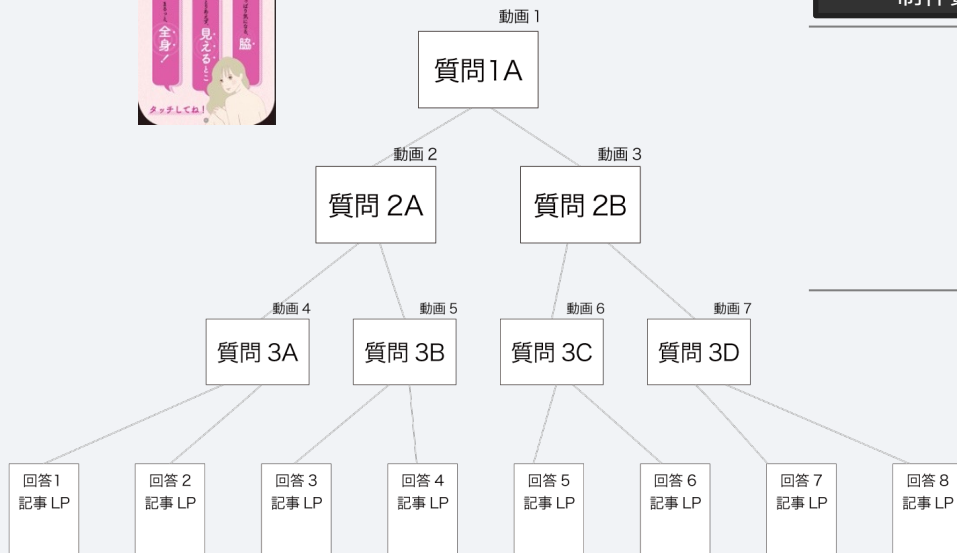 動画 1
質問1A
全身！
見えるとこ
脇
タッチしてね！
動画 2
動画 3
質問 2A
質問 2B
動画 4
動画 5
動画 6
動画 7
質問 3A
質問 3B
質問 3C
質問 3D
回答1
記事 LP
回答 2
記事 LP
回答 3
記事 LP
回答 4
記事 LP
回答 5
記事 LP
回答 6
記事 LP
回答 7
記事 LP
回答 8
記事 LP